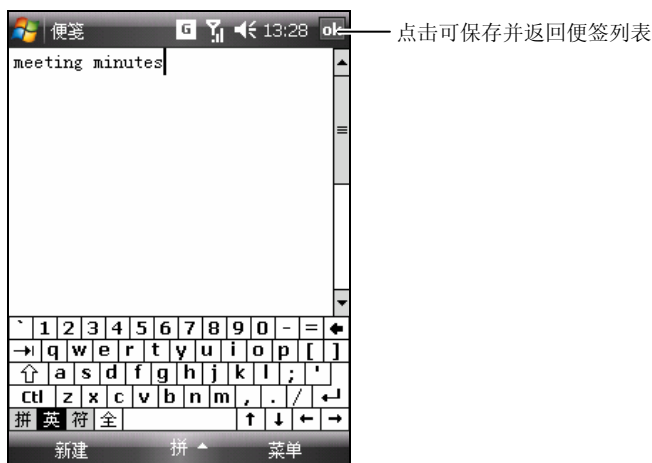 便笺 G 13:28 ok
点击可保存并返回便签列表
meeting minutes
` 1 2 3 4 5 6 7 8 9 0 - =
q w e r t y u i o p [ ]
a s d f g h j k l ; '
Ctl z x c v b n m , . /
拼 英 符 全
新建 拼 菜单